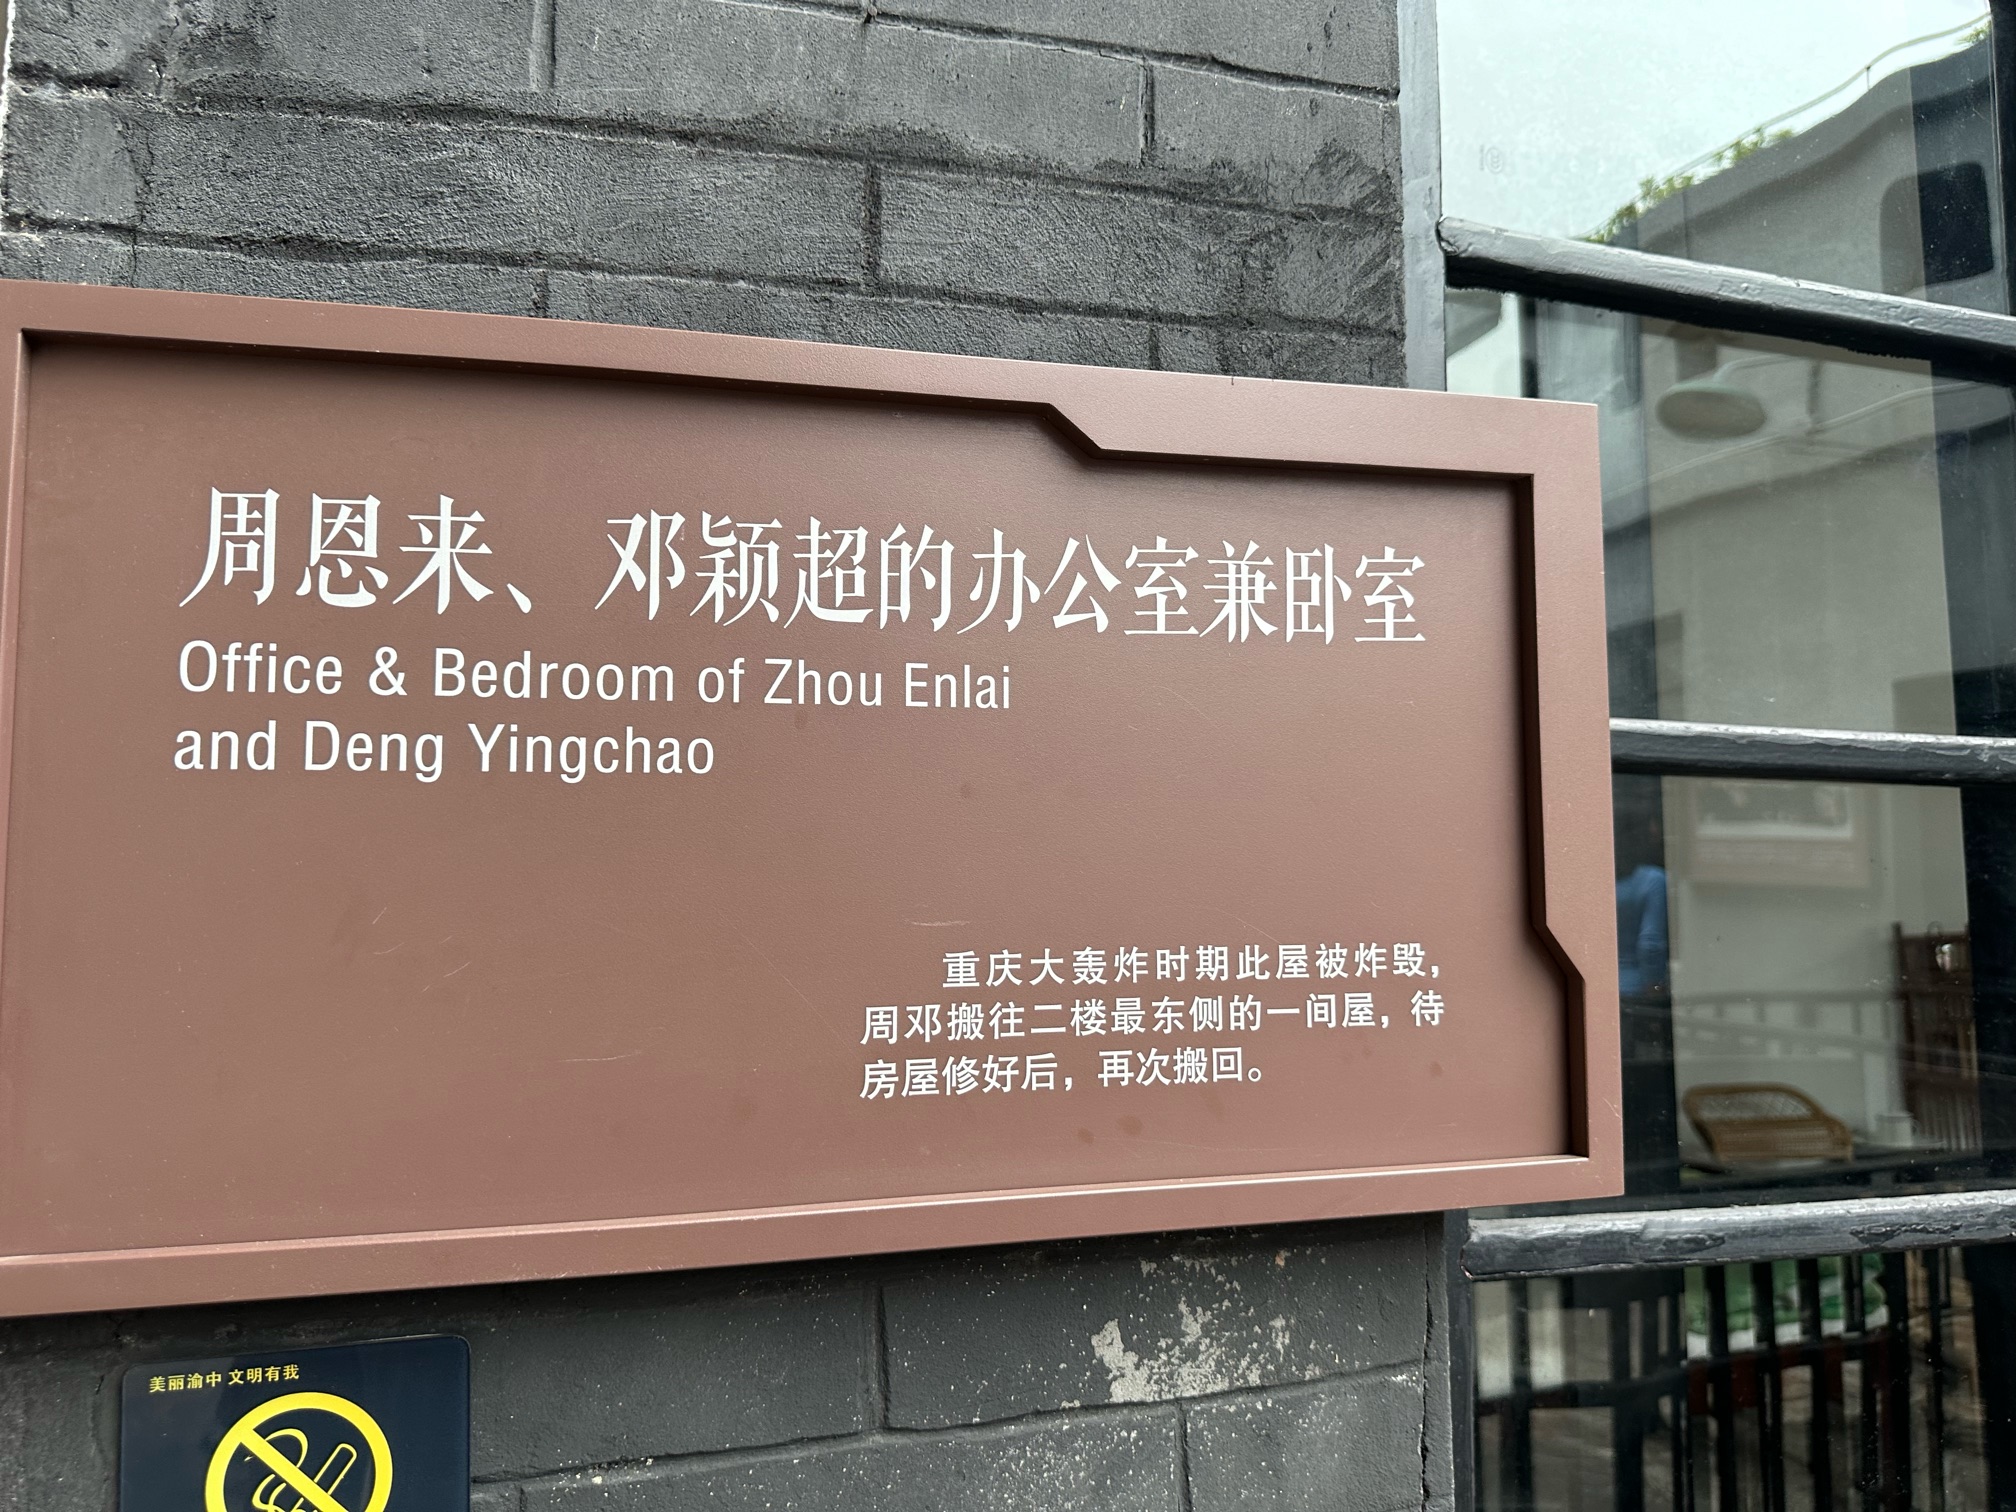 周恩来、邓颖超的办公室兼卧室
Office & Bedroom of Zhou Enlai
and Deng Yingchao
重庆大轰炸时期此屋被炸毁，
周邓搬往二楼最东侧的一间屋，待
房屋修好后，再次搬回。
美丽渝中 文明有我